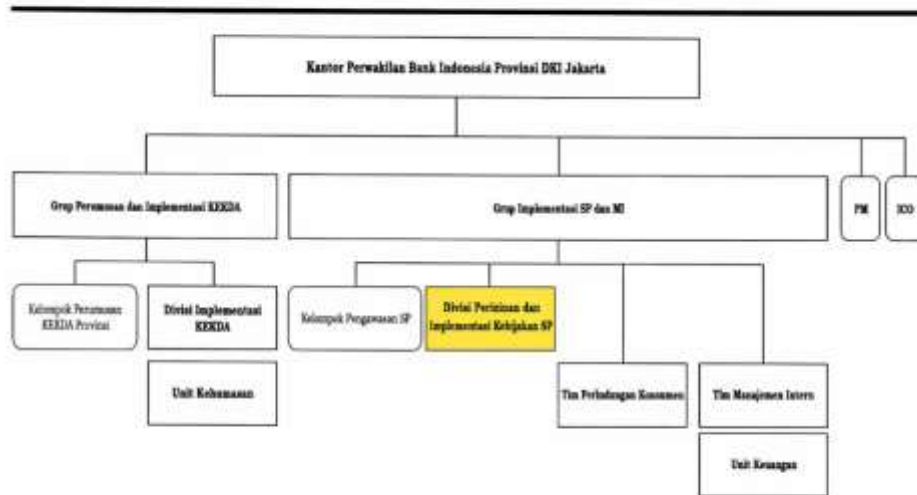 Kantor Perwakilan Bank Indonesia Provinsi DKI Jakarta
Grup Perumusan dan Implementasi KEKDA
Grup Implementasi SP dan MI
PM
ICO
Kelompok Perumusan
KEKDA Provinsi
Divisi Implementasi
KEKDA
Kelompok Pengawasan SP
Divisi Perizinan dan
Implementasi Kebijakan SP
Unit Kehumasan
Tim Perlindungan Konsumen
Tim Manajemen Intern
Unit Keuangan